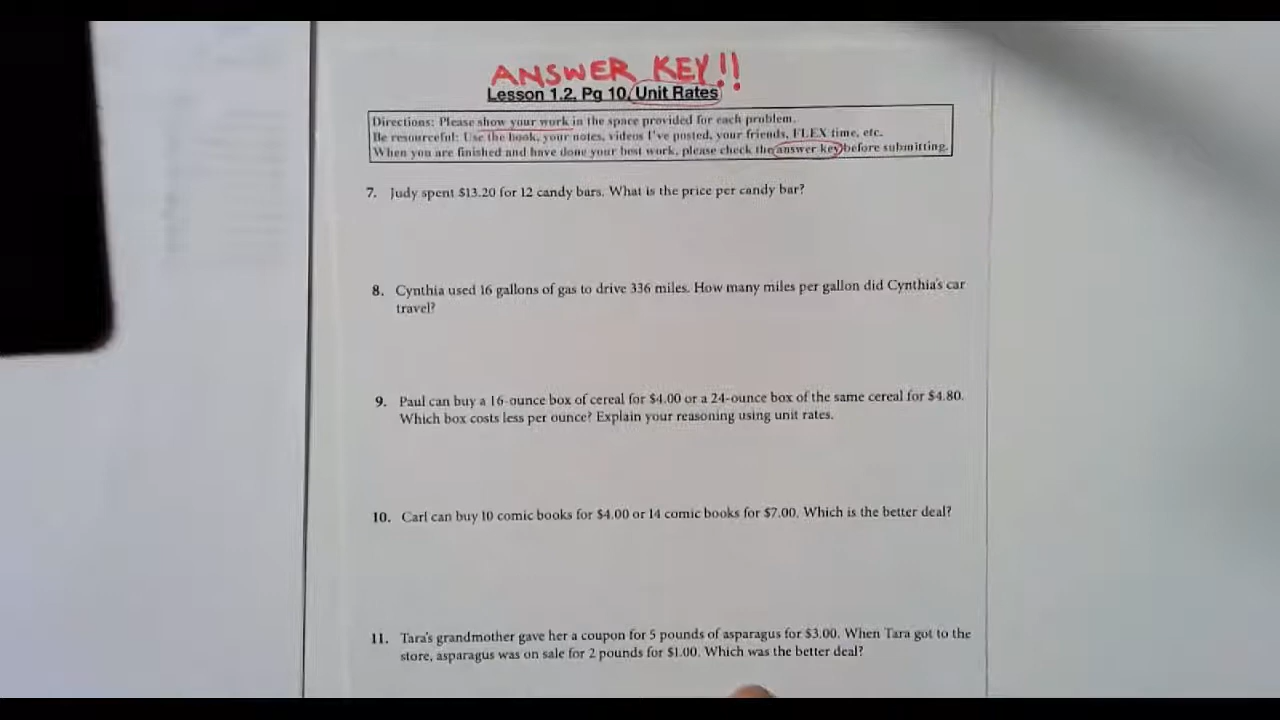 ANSWER KEY!!
Lesson 1.2, Pg 10, Unit Rates
Directions: Please show your work in the space provided for each problem.
Be resourceful: Use the book, your notes, videos I've posted, your friends, FLEX time, etc.
When you are finished and have done your best work, please check the answer key before submitting.
7. Judy spent $13.20 for 12 candy bars. What is the price per candy bar?
8. Cynthia used 16 gallons of gas to drive 336 miles. How many miles per gallon did Cynthia's car
travel?
9. Paul can buy a 16-ounce box of cereal for $4.00 or a 24-ounce box of the same cereal for $4.80.
Which box costs less per ounce? Explain your reasoning using unit rates.
10. Carl can buy 10 comic books for $4.00 or 14 comic books for $7.00. Which is the better deal?
11. Tara's grandmother gave her a coupon for 5 pounds of asparagus for $3.00. When Tara got to the
store, asparagus was on sale for 2 pounds for $1.00. Which was the better deal?